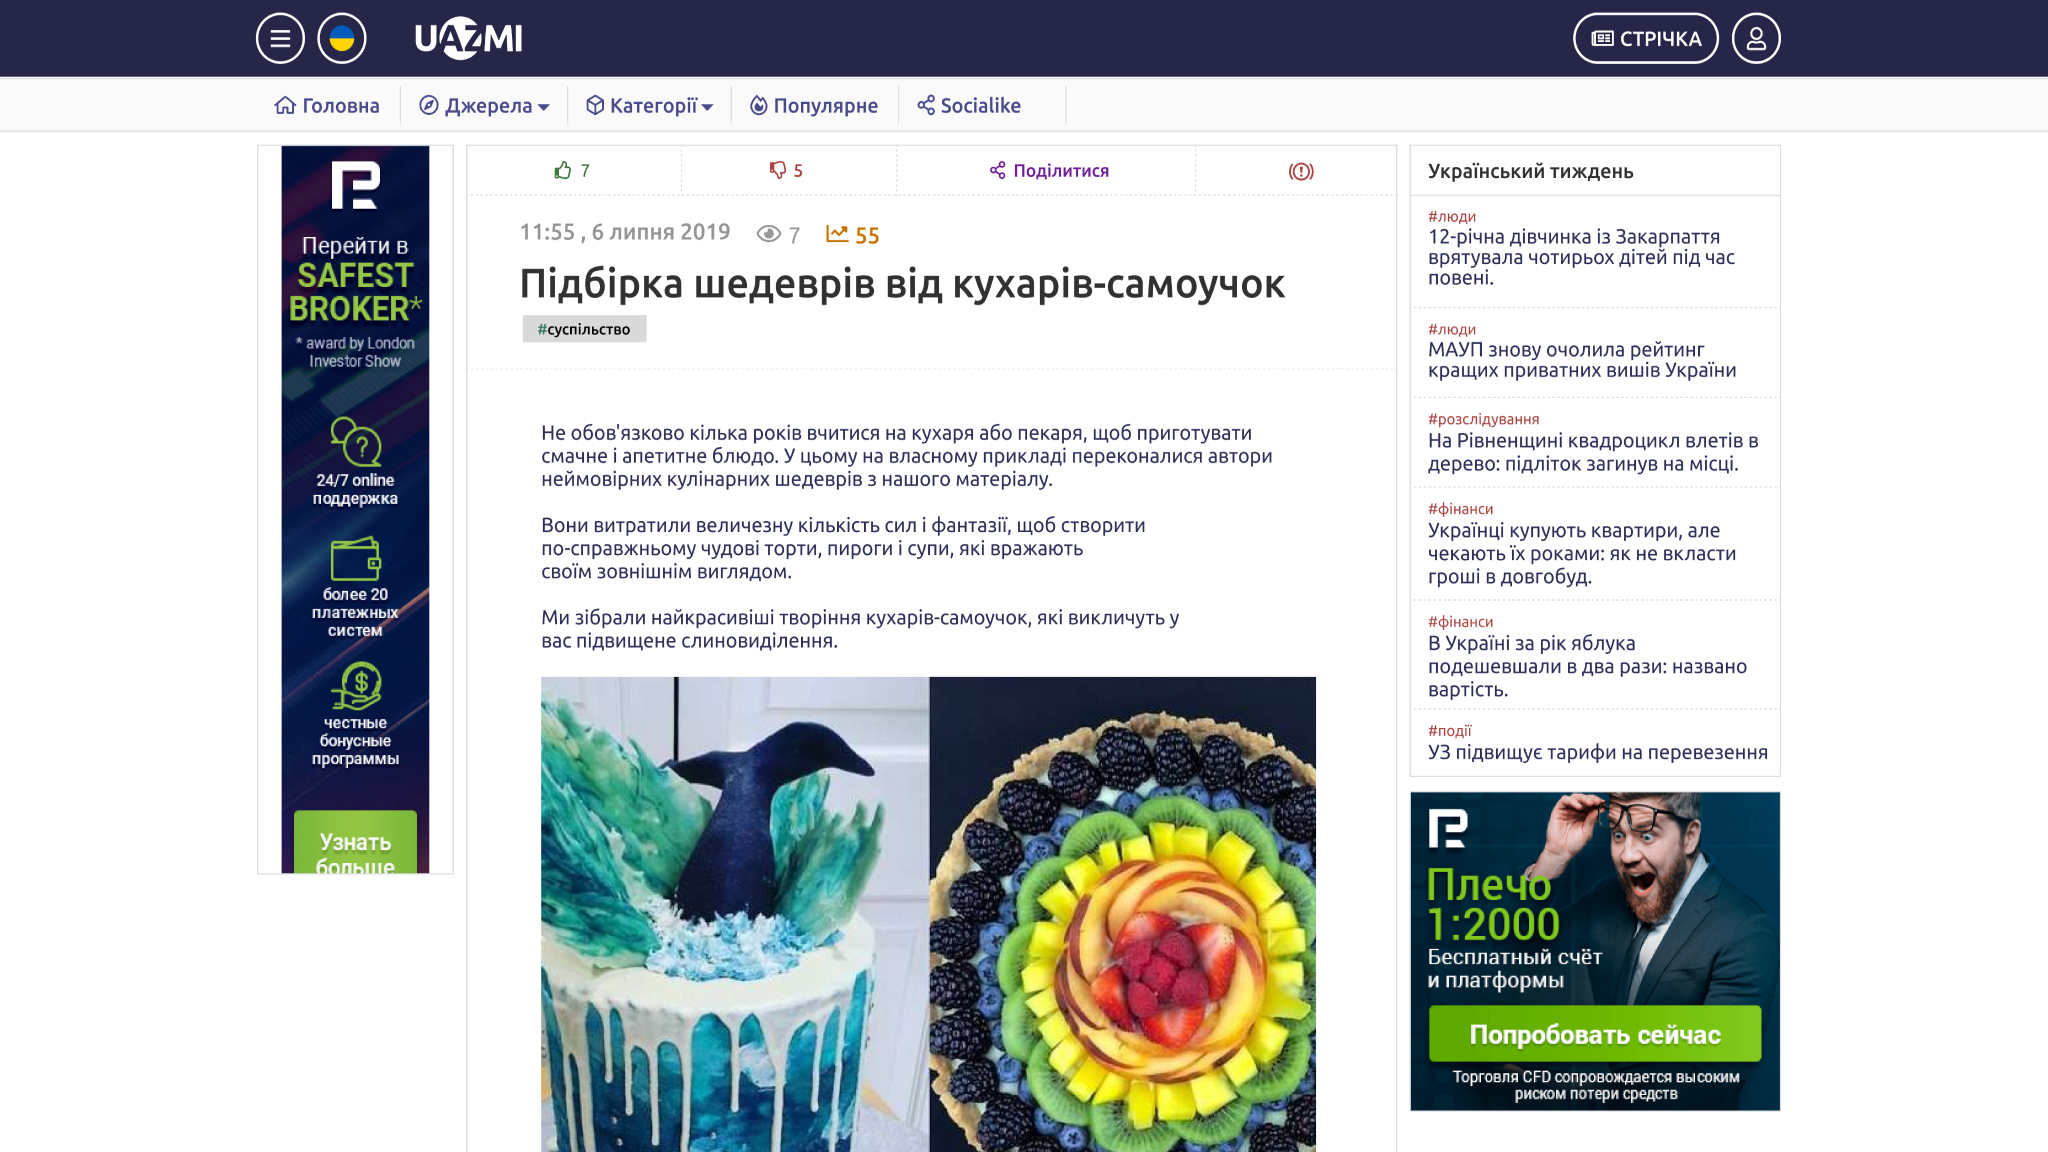 UAZMI
СТРІЧКА
Головна
Джерела
Категорії
Популярне
Socialike
Перейти в
SAFEST
BROKER*
* award by London
Investor Show
24/7 online
поддержка
более 20
платежных
систем
честные
бонусные
программы
Узнать
больше
7
5
Поділитися
11:55 , 6 липня 2019
7
55
Підбірка шедеврів від кухарів-самоучок
#суспільство
Не обов'язково кілька років вчитися на кухаря або пекаря, щоб приготувати
смачне і апетитне блюдо. У цьому на власному прикладі переконалися автори
неймовірних кулінарних шедеврів з нашого матеріалу.
Вони витратили величезну кількість сил і фантазії, щоб створити
по-справжньому чудові торти, пироги і супи, які вражають
своїм зовнішнім виглядом.
Ми зібрали найкрасивіші творіння кухарів-самоучок, які викличуть у
вас підвищене слиновиділення.
Український тиждень
#люди
12-річна дівчинка із Закарпаття
врятувала чотирьох дітей під час
повені.
#люди
МАУП знову очолила рейтинг
кращих приватних вишів України
#розслідування
На Рівненщині квадроцикл влетів в
дерево: підліток загинув на місці.
#фінанси
Українці купують квартири, але
чекають їх роками: як не вкласти
гроші в довгобуд.
#фінанси
В Україні за рік яблука
подешевшали в два рази: названо
вартість.
#події
УЗ підвищує тарифи на перевезення
Плечо
1:2000
Бесплатный счёт
и платформы
Попробовать сейчас
Торговля CFD сопровождается высоким
риском потери средств